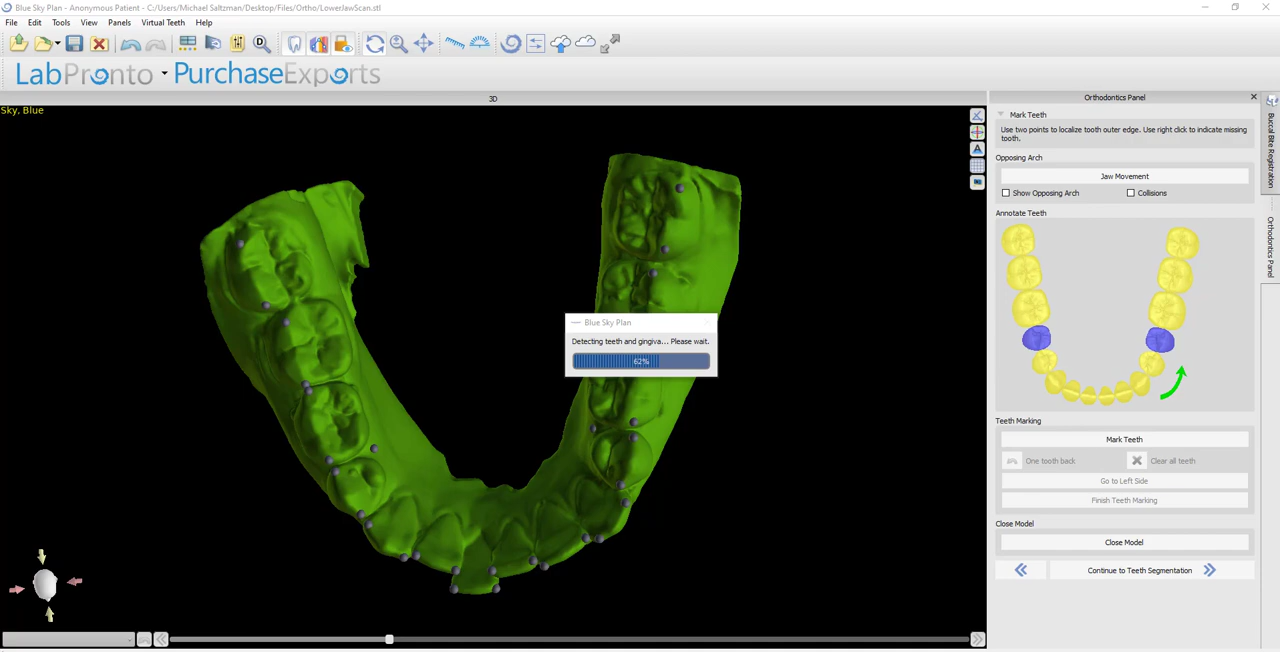 Blue Sky Plan - Anonymous Patient - C:/Users/Michael Saltzman/Desktop/Files/Ortho/LowerJawScan.stl
File Edit Tools View Panels Virtual Teeth Help
LabPronto PurchaseExports
3D
Sky, Blue
Blue Sky Plan
Detecting teeth and gingiva... Please wait.
62%
Orthodontics Panel
Mark Teeth
Use two points to localize tooth outer edge. Use right click to indicate missing
tooth.
Opposing Arch
Jaw Movement
Show Opposing Arch Collisions
Annotate Teeth
Teeth Marking
Mark Teeth
One tooth back Clear all teeth
Go to Left Side
Finish Teeth Marking
Close Model
Close Model
Continue to Teeth Segmentation
Buccal Bite Registration
Orthodontics Panel